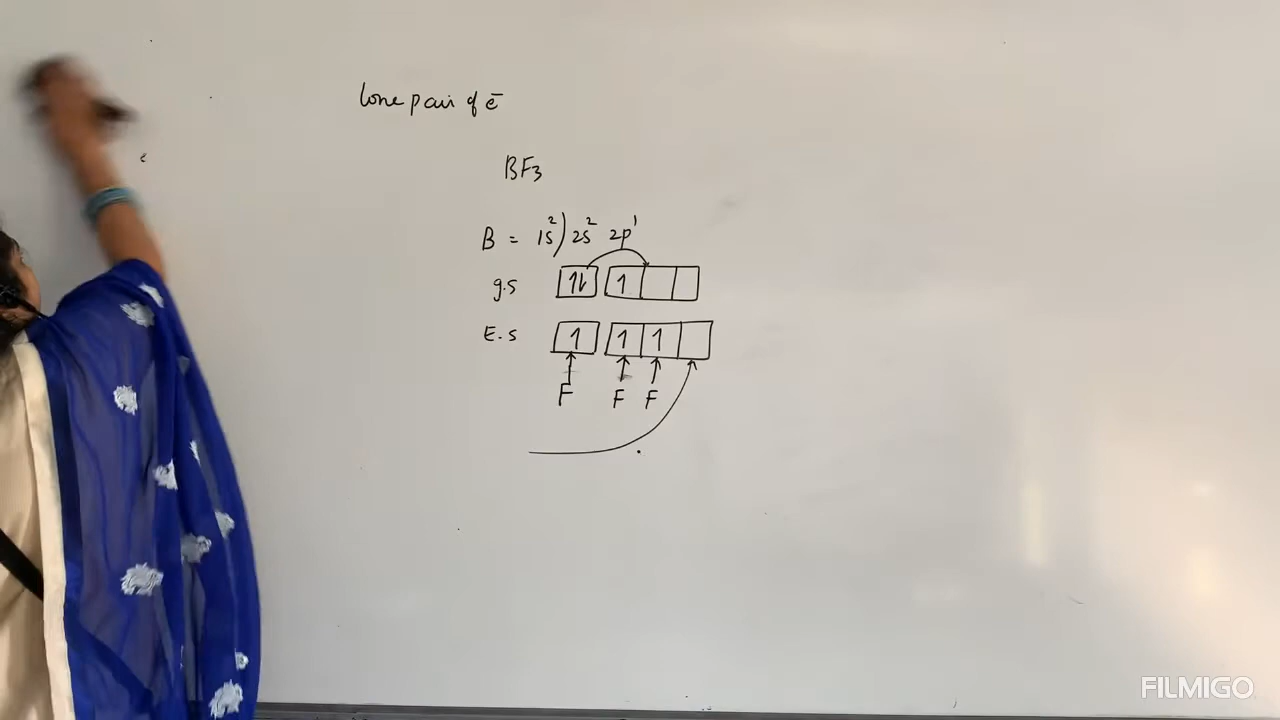 lone pair of e⁻
BF₃
B = 1s²) 2s² 2p¹
g.s 1⇂ 1
E.s 1 1 1
F F F
e
FILMIGO